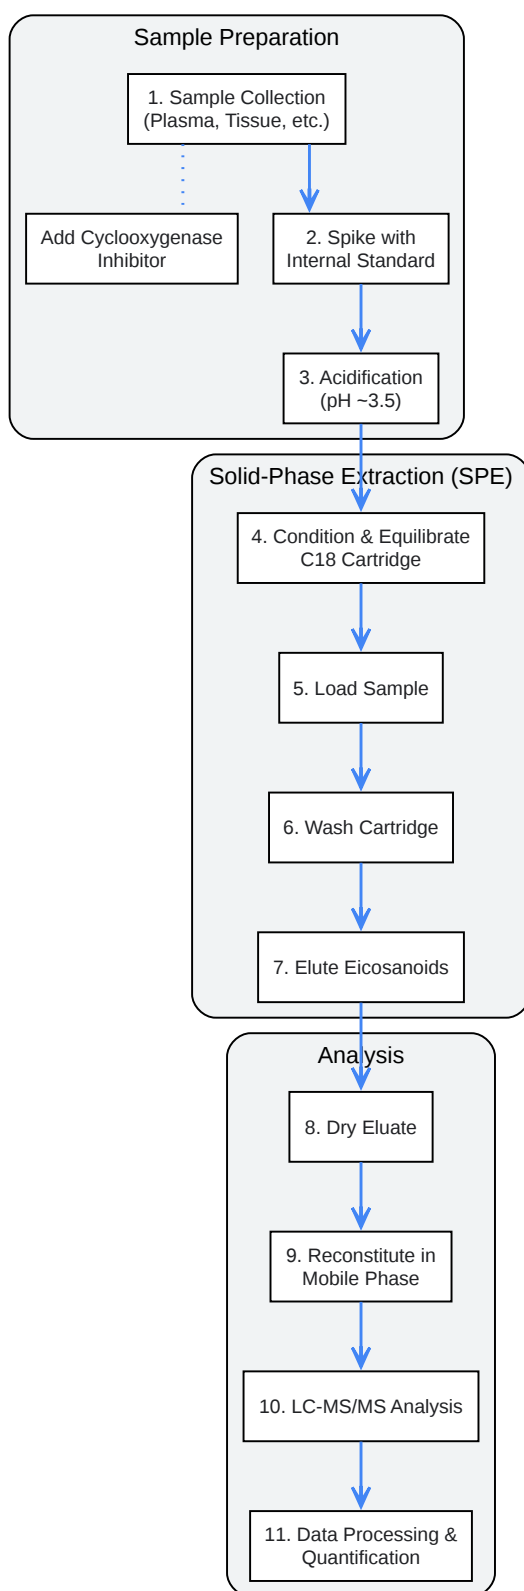 Sample Preparation
1. Sample Collection
(Plasma, Tissue, etc.)
Add Cyclooxygenase
Inhibitor
2. Spike with
Internal Standard
3. Acidification
(pH ~3.5)
Solid-Phase Extraction (SPE)
4. Condition & Equilibrate
C18 Cartridge
5. Load Sample
6. Wash Cartridge
7. Elute Eicosanoids
Analysis
8. Dry Eluate
9. Reconstitute in
Mobile Phase
10. LC-MS/MS Analysis
11. Data Processing &
Quantification